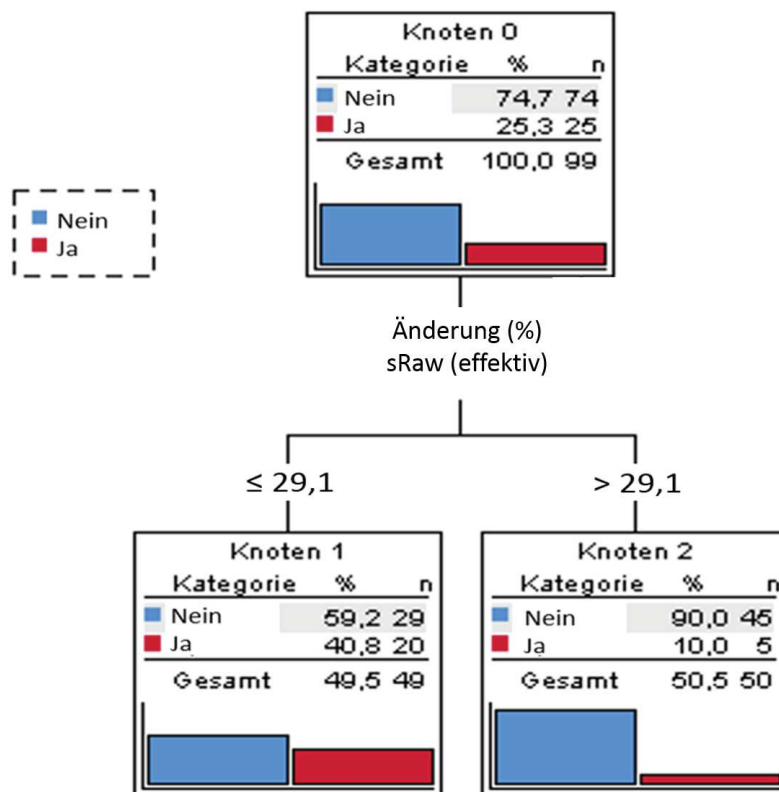 Knoten 0
Kategorie % n
Nein 74,7 74
Ja 25,3 25
Gesamt 100,0 99
Nein
Ja
Änderung (%)
sRaw (effektiv)
≤ 29,1
> 29,1
Knoten 1
Kategorie % n
Nein 59,2 29
Ja 40,8 20
Gesamt 49,5 49
Knoten 2
Kategorie % n
Nein 90,0 45
Ja 10,0 5
Gesamt 50,5 50